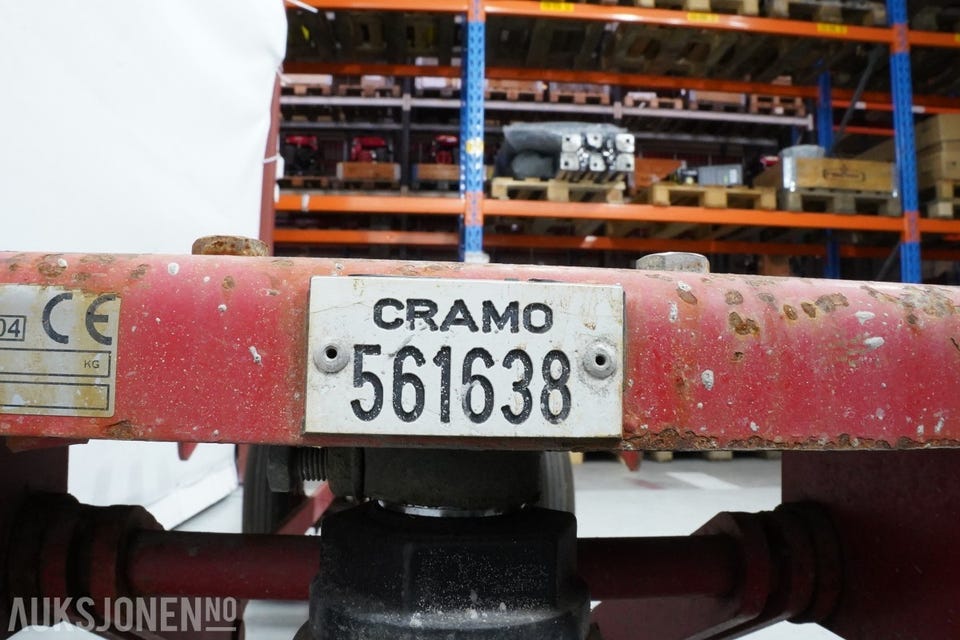 CRAMO
561638
04 CE
KG
AUKSJONEN.NO